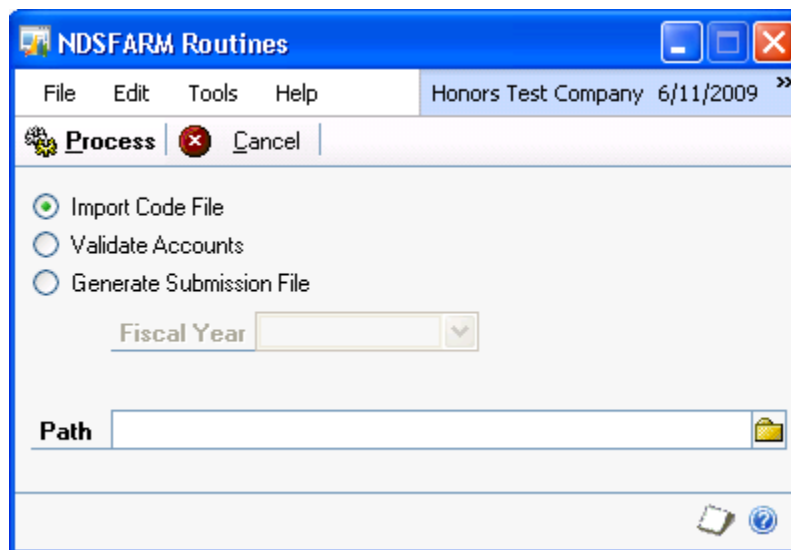 NDSFARM Routines
File Edit Tools Help Honors Test Company 6/11/2009 »
Process Cancel
Import Code File
Validate Accounts
Generate Submission File
Fiscal Year
Path